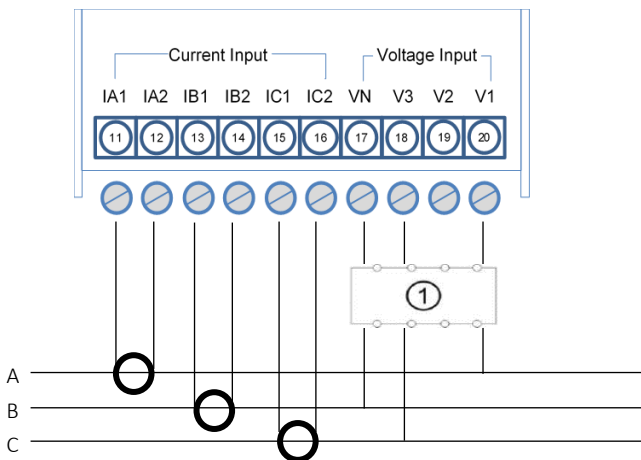 Current Input Voltage Input
IA1 IA2 IB1 IB2 IC1 IC2 VN V3 V2 V1
11 12 13 14 15 16 17 18 19 20
1
A
B
C